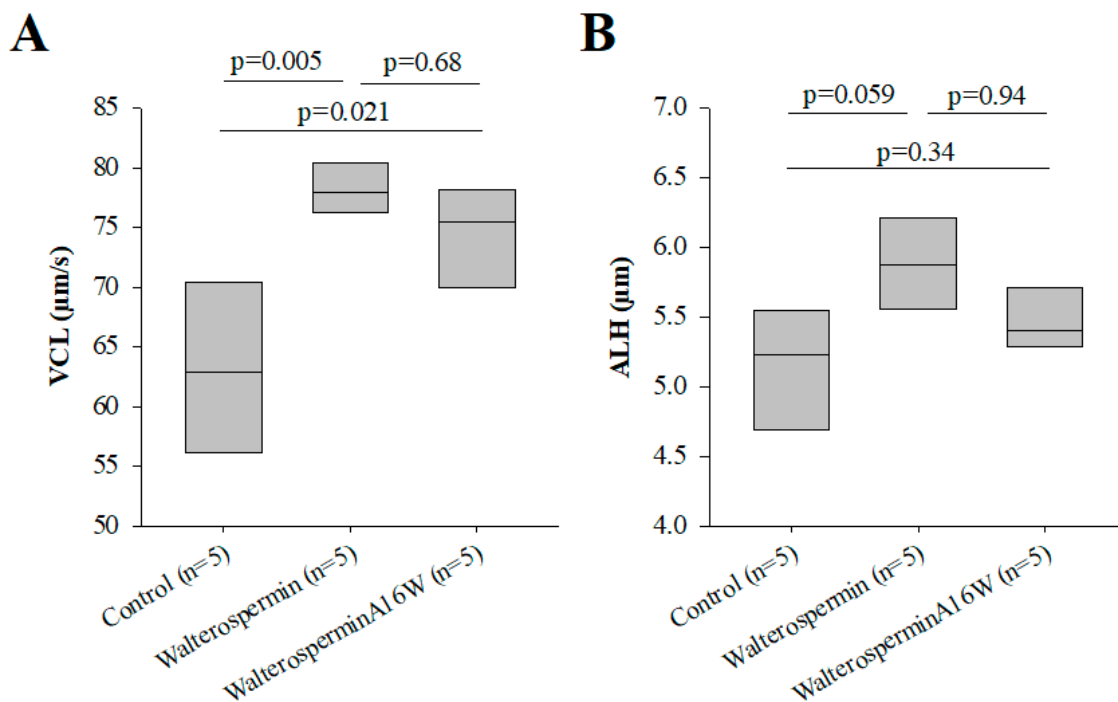 A
p=0.005
p=0.68
p=0.021
85
80
75
70
65
60
55
50
VCL (µm/s)
Control (n=5)
Walterospermin (n=5)
WalterosperminA16W (n=5)
B
p=0.059
p=0.94
p=0.34
7.0
6.5
6.0
5.5
5.0
4.5
4.0
ALH (µm)
Control (n=5)
Walterospermin (n=5)
WalterosperminA16W (n=5)